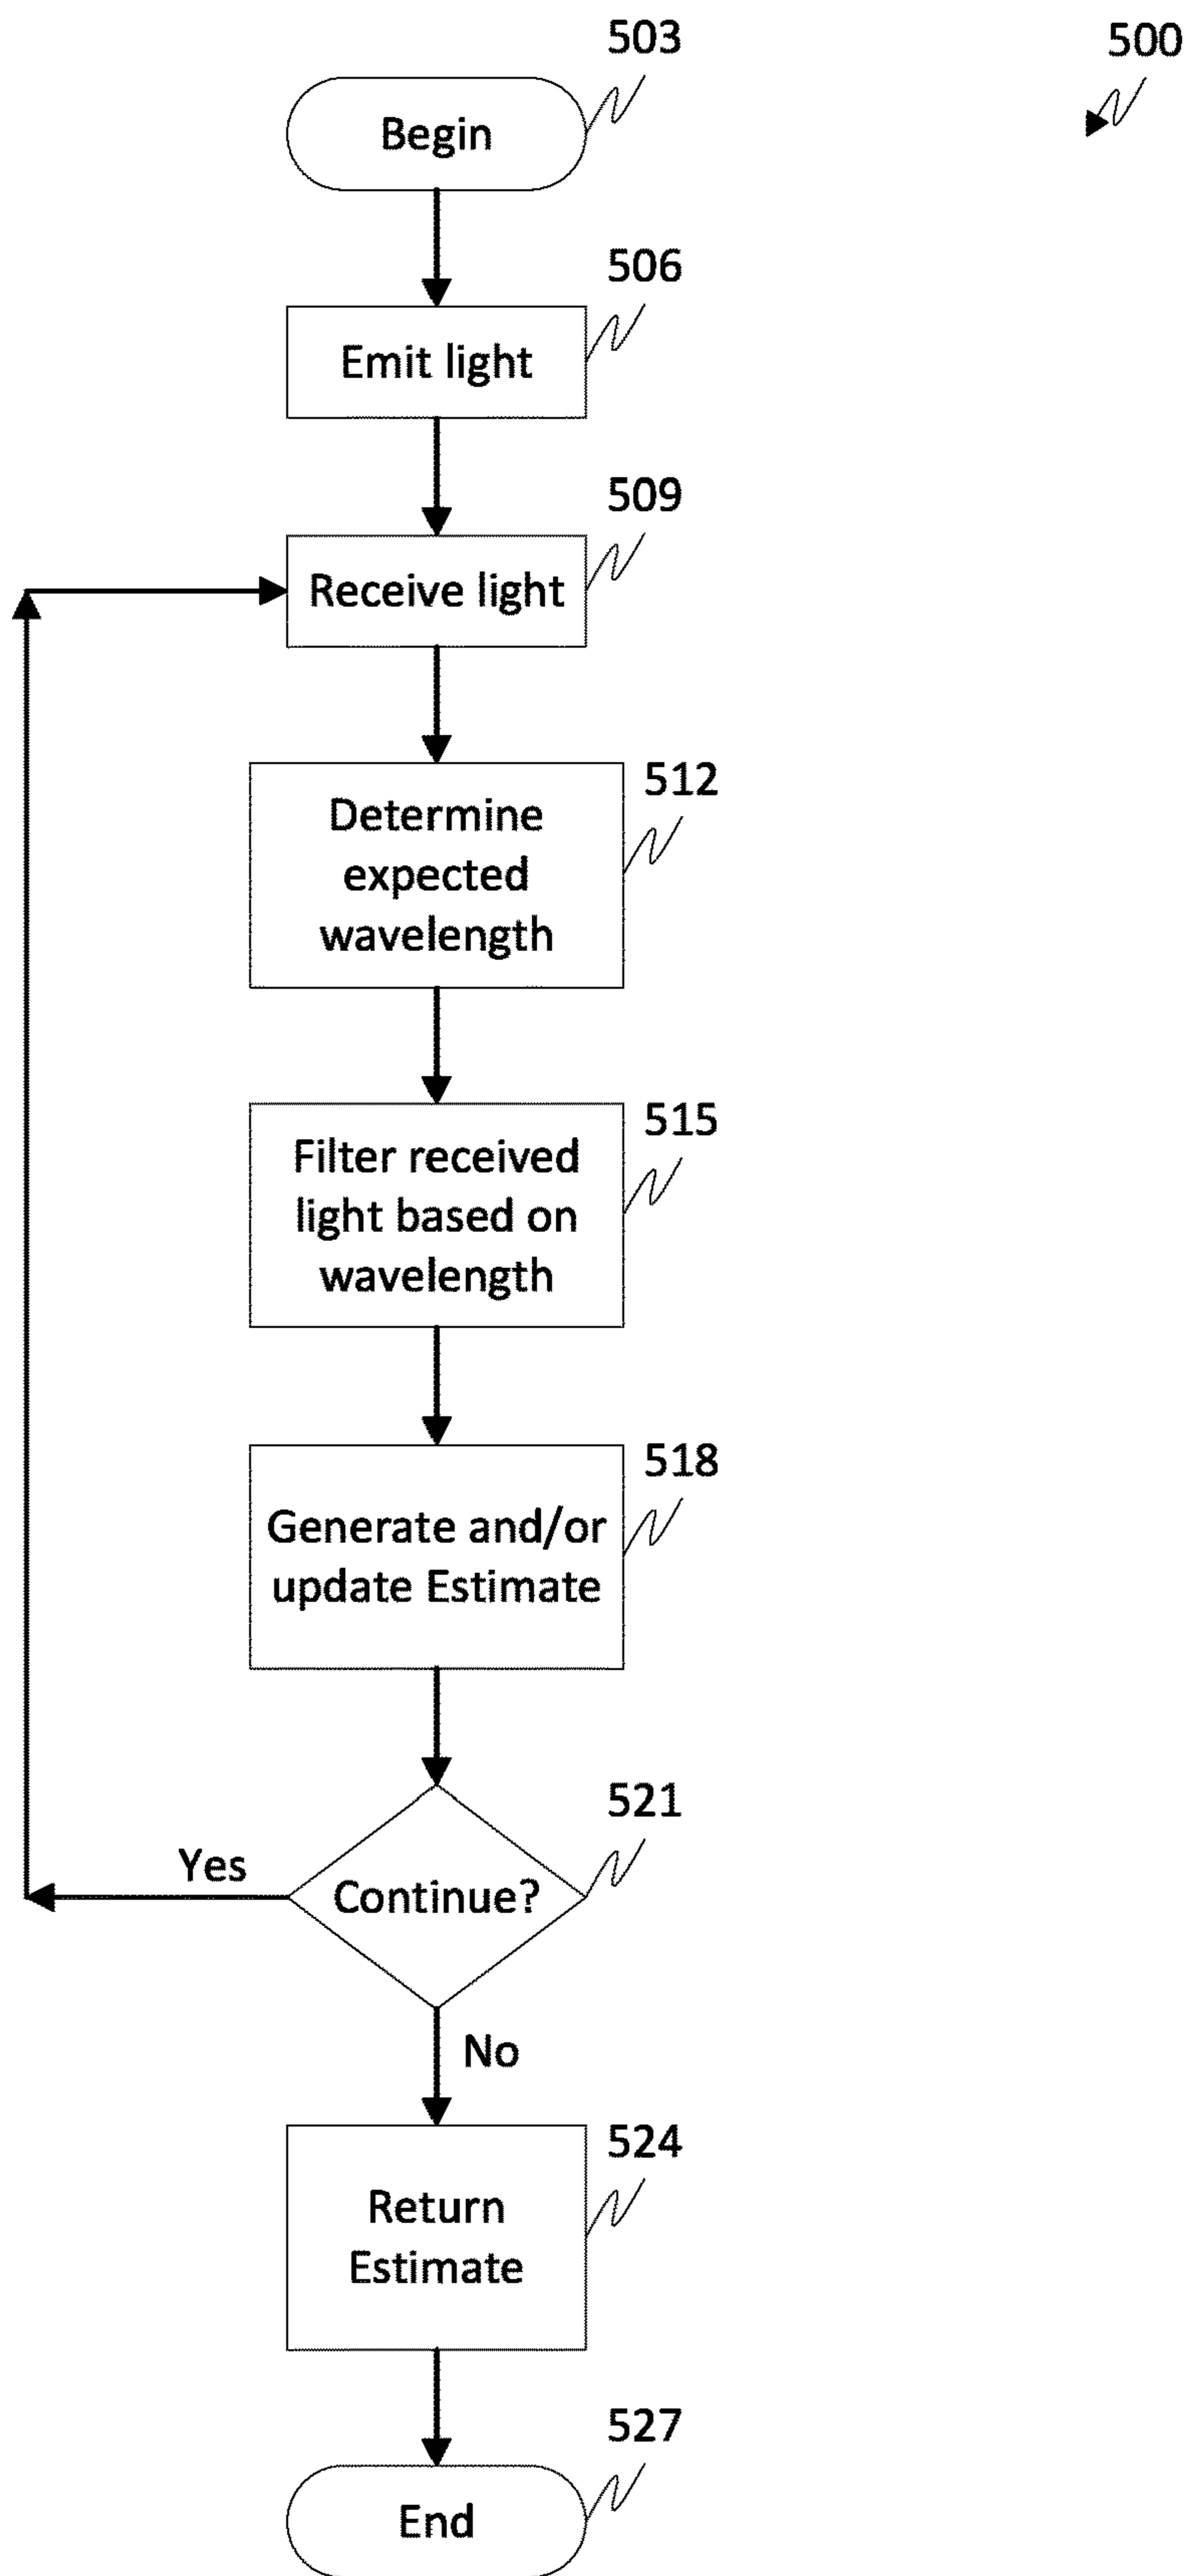 503
500
Begin
506
Emit light
509
Receive light
512
Determine
expected
wavelength
515
Filter received
light based on
wavelength
518
Generate and/or
update Estimate
521
Yes
Continue?
No
524
Return
Estimate
527
End